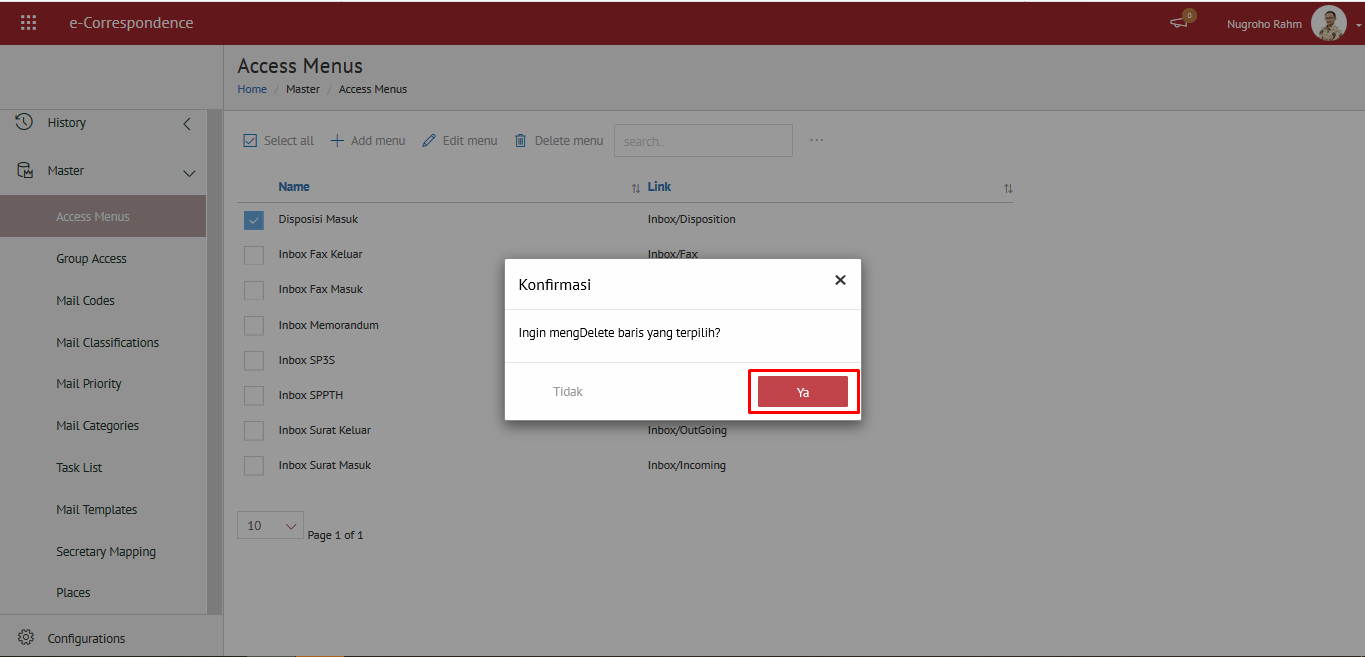 e-Correspondence
0
Nugroho Rahm
Access Menus
Home / Master / Access Menus
History
Master
Access Menus
Group Access
Mail Codes
Mail Classifications
Mail Priority
Mail Categories
Task List
Mail Templates
Secretary Mapping
Places
Configurations
Select all Add menu Edit menu Delete menu search.. ...
Name Link
Disposisi Masuk Inbox/Disposition
Inbox Fax Keluar Inbox/Fax
Inbox Fax Masuk
Inbox Memorandum
Inbox SP3S
Inbox SPPTH
Inbox Surat Keluar Inbox/OutGoing
Inbox Surat Masuk Inbox/Incoming
10 Page 1 of 1
Konfirmasi
Ingin mengDelete baris yang terpilih?
Tidak Ya